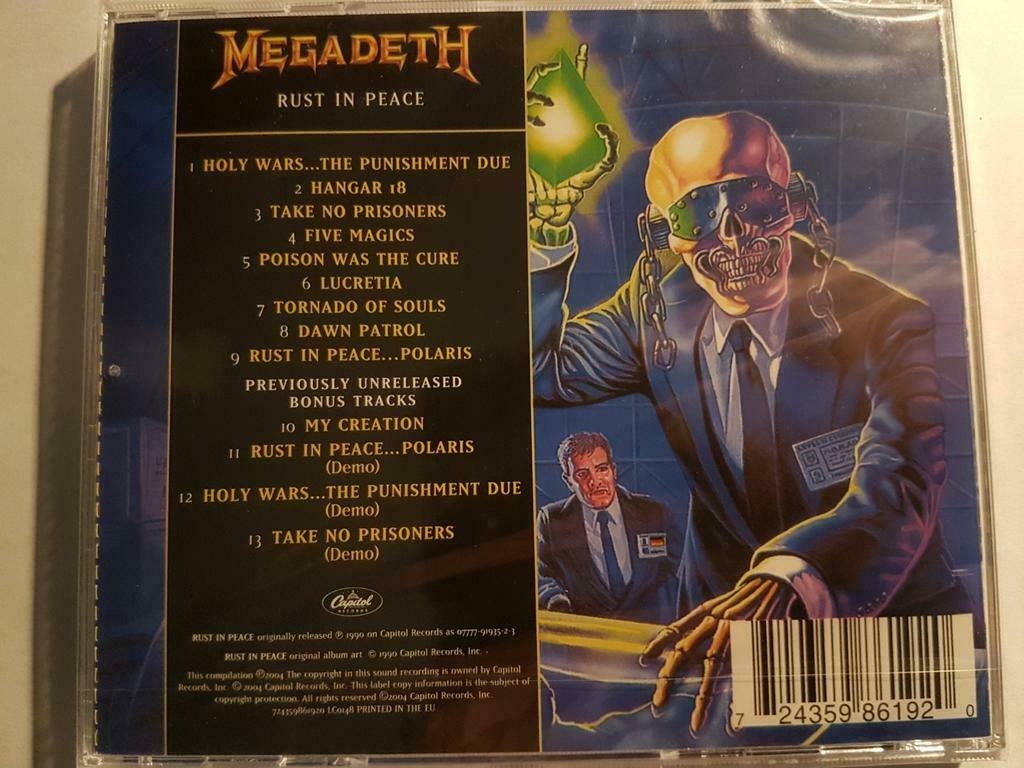 MEGADETH
RUST IN PEACE
1 HOLY WARS...THE PUNISHMENT DUE
2 HANGAR 18
3 TAKE NO PRISONERS
4 FIVE MAGICS
5 POISON WAS THE CURE
6 LUCRETIA
7 TORNADO OF SOULS
8 DAWN PATROL
9 RUST IN PEACE...POLARIS
PREVIOUSLY UNRELEASED
BONUS TRACKS
10 MY CREATION
11 RUST IN PEACE...POLARIS
(Demo)
12 HOLY WARS...THE PUNISHMENT DUE
(Demo)
13 TAKE NO PRISONERS
(Demo)
Capitol
RECORDS
RUST IN PEACE originally released ℗ 1990 on Capitol Records as 07777-91935-2-3
RUST IN PEACE original album art © 1990 Capitol Records, Inc.
This compilation ℗2004 The copyright in this sound recording is owned by Capitol
Records, Inc. ©2004 Capitol Records, Inc. This label copy information is the subject of
copyright protection. All rights reserved ©2004 Capitol Records, Inc.
724359861920 LC0148 PRINTED IN THE EU
7 24359 86192 0